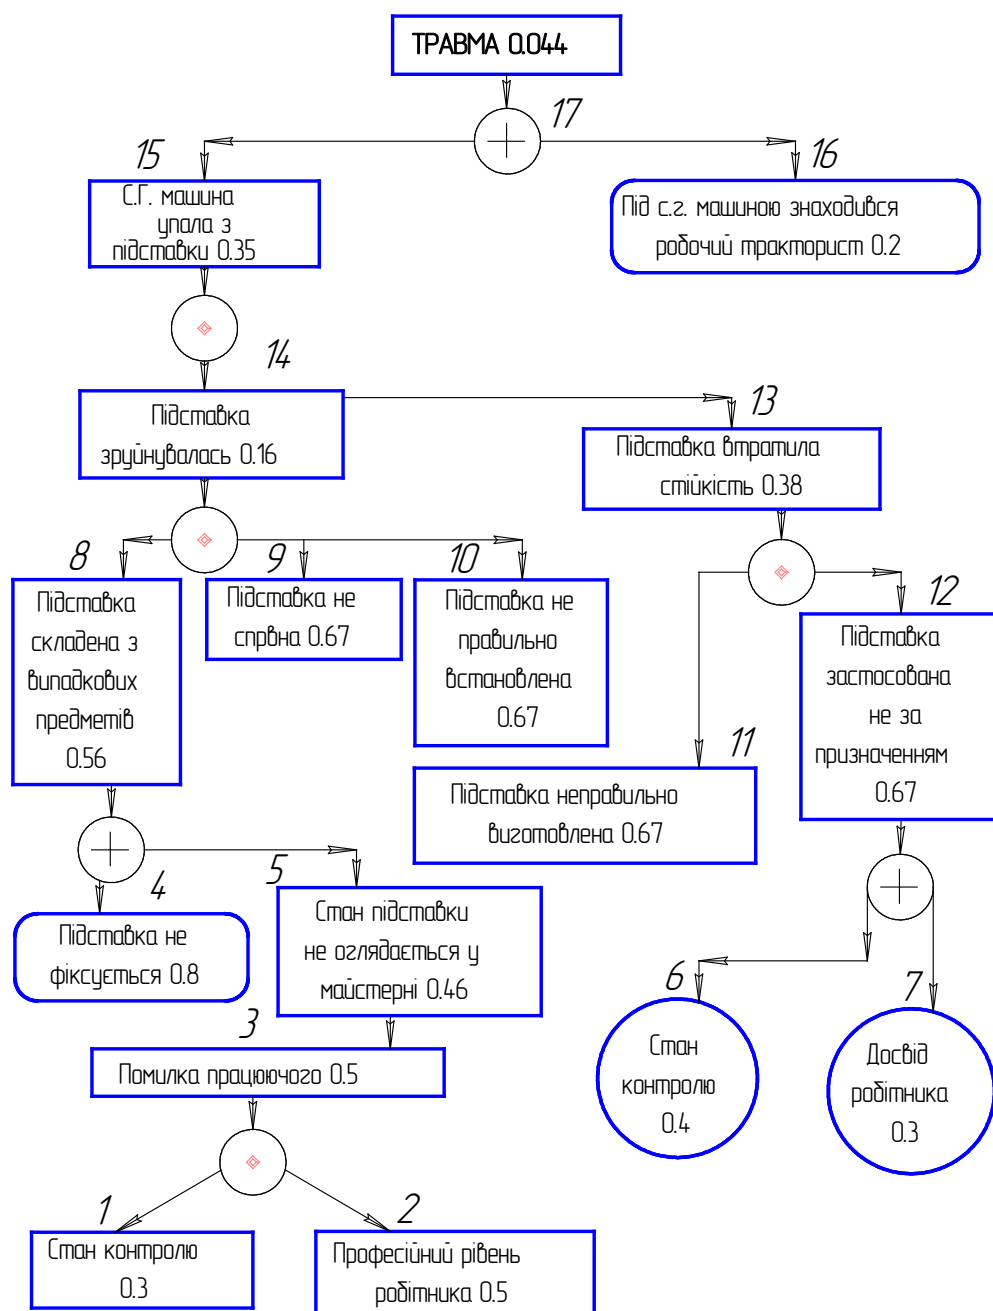 ТРАВМА 0.044
17
15
16
С.Г. машина
упала з
підставки 0.35
Під с.г. машиною знаходився
робочий тракторист 0.2
14
13
Підставка
зруйнувалась 0.16
Підставка втратила
стійкість 0.38
8
9
10
12
Підставка
складена з
випадкових
предметів
0.56
Підставка не
спрвна 0.67
Підставка не
правильно
встановлена
0.67
Підставка
застосована
не за
призначенням
0.67
11
Підставка неправильно
виготовлена 0.67
4
5
Підставка не
фіксується 0.8
Стан підставки
не оглядається у
майстерні 0.46
6
7
3
Помилка працюючого 0.5
Стан
контролю
0.4
Досвід
робітника
0.3
1
2
Стан контролю
0.3
Професійний рівень
робітника 0.5